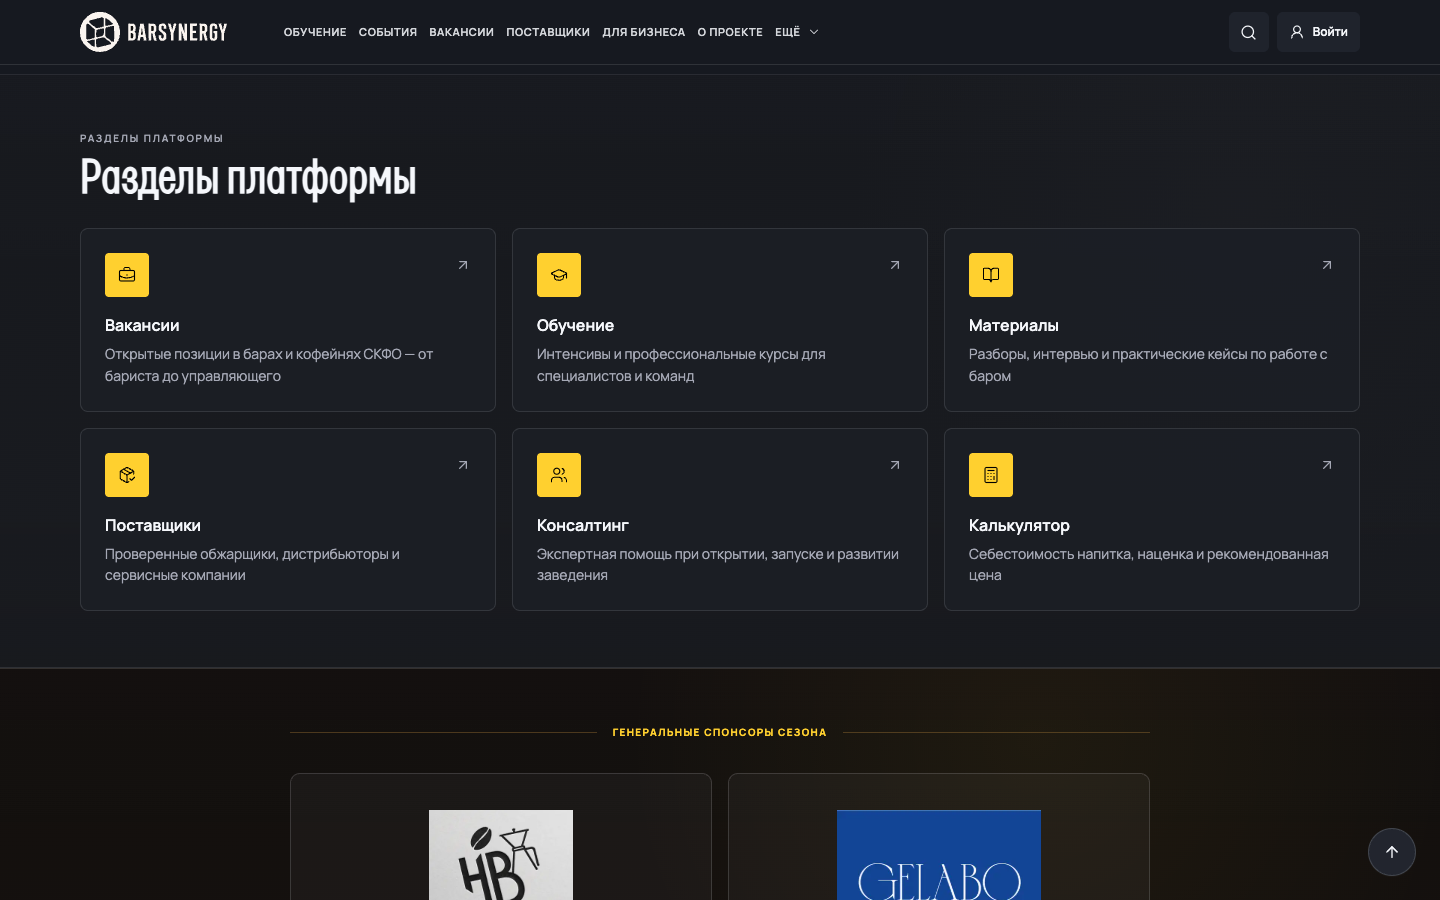 BARSYNERGY
ОБУЧЕНИЕ СОБЫТИЯ ВАКАНСИИ ПОСТАВЩИКИ ДЛЯ БИЗНЕСА О ПРОЕКТЕ ЕЩЁ
Войти
РАЗДЕЛЫ ПЛАТФОРМЫ
Разделы платформы
Вакансии
Открытые позиции в барах и кофейнях СКФО — от
бариста до управляющего
Обучение
Интенсивы и профессиональные курсы для
специалистов и команд
Материалы
Разборы, интервью и практические кейсы по работе с
баром
Поставщики
Проверенные обжарщики, дистрибьюторы и
сервисные компании
Консалтинг
Экспертная помощь при открытии, запуске и развитии
заведения
Калькулятор
Себестоимость напитка, наценка и рекомендованная
цена
ГЕНЕРАЛЬНЫЕ СПОНСОРЫ СЕЗОНА
HB
GELABO